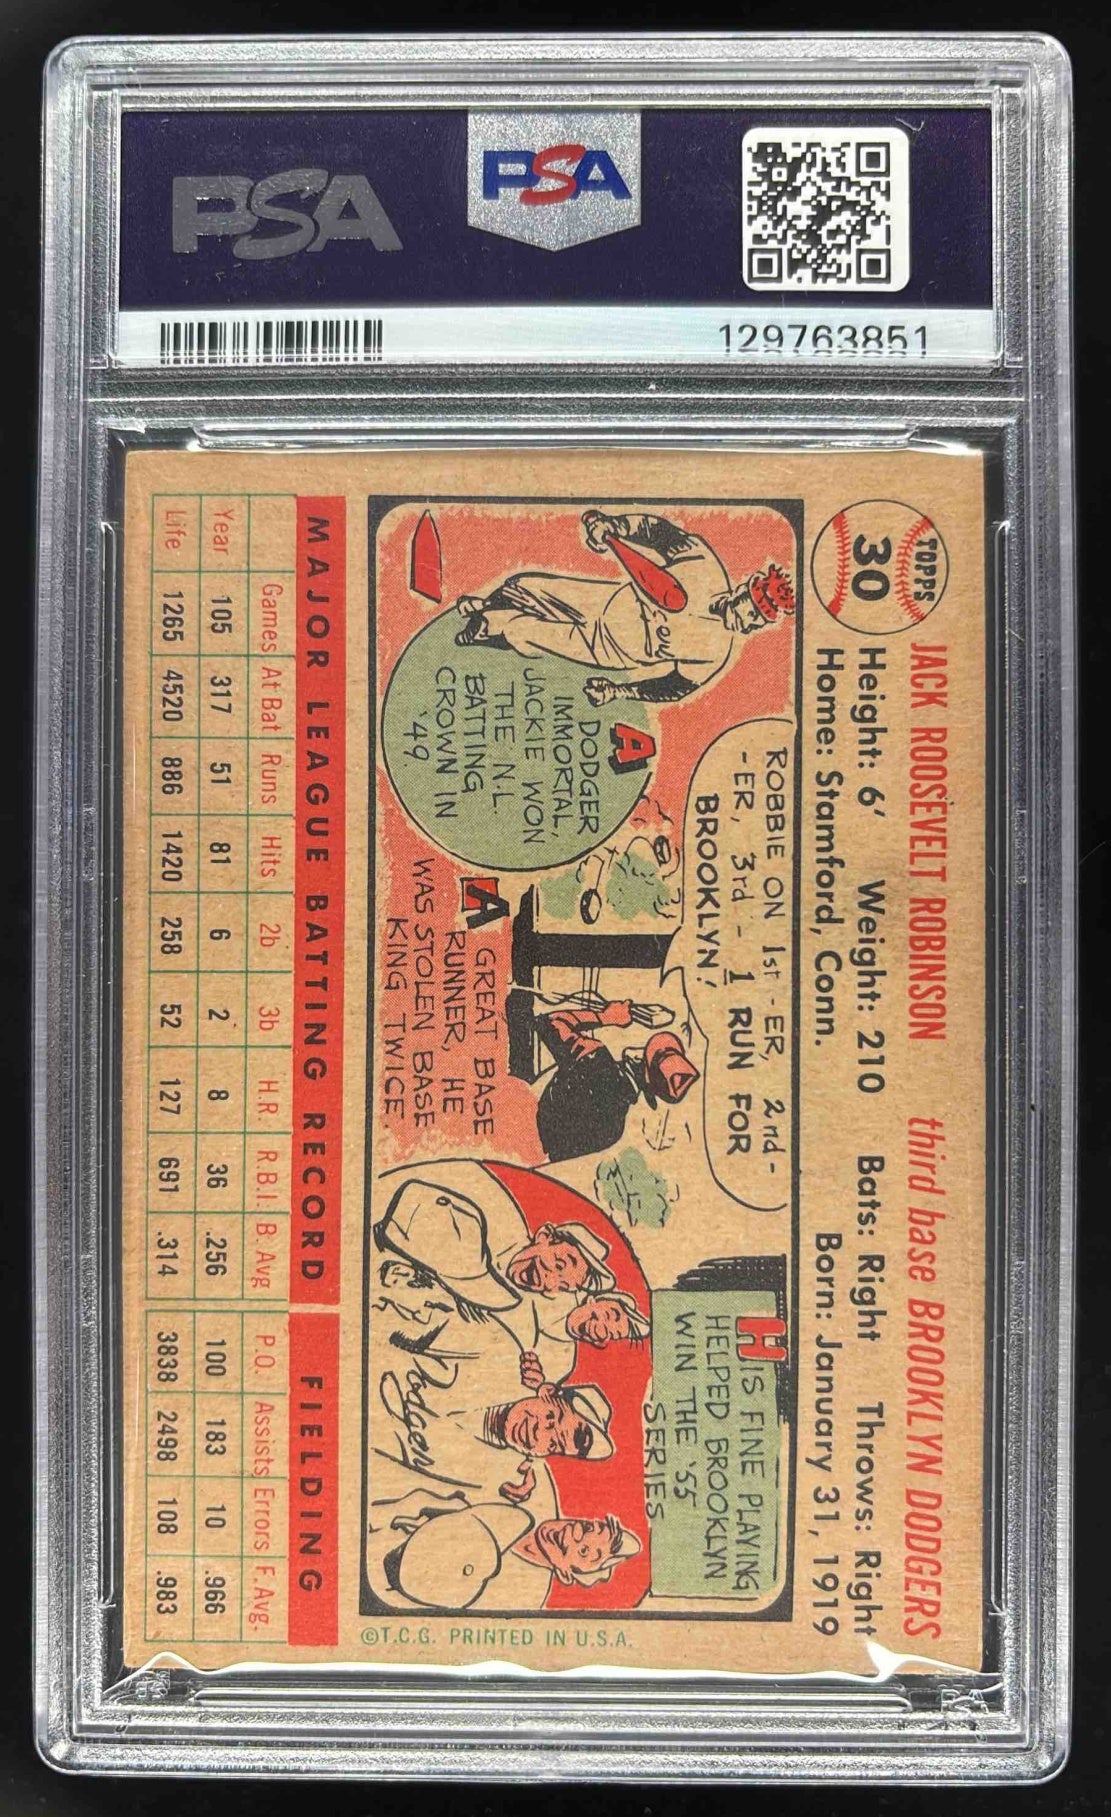 PSA
PSA
129763851
TOPPS
30
JACK ROOSEVELT ROBINSON third base BROOKLYN DODGERS
Height: 6' Weight: 210 Bats: Right Throws: Right
Home: Stamford, Conn. Born: January 31, 1919
ROBBIE ON 1st-ER, 2nd-
-ER, 3rd - 1 RUN FOR
BROOKLYN!
A
DODGER
IMMORTAL,
JACKIE WON
THE N.L.
BATTING
CROWN IN
'49
A GREAT BASE
RUNNER, HE
WAS STOLEN BASE
KING TWICE.
HIS FINE PLAYING
HELPED BROOKLYN
WIN THE '55
SERIES
Dodgers
MAJOR LEAGUE BATTING RECORD FIELDING
Games At Bat Runs Hits 2b 3b H.R. R.B.I. B. Avg P.O. Assists Errors F. Avg.
Year 105 317 51 81 6 2 8 36 .256 100 183 10 .966
Life 1265 4520 886 1420 258 52 127 691 .314 3838 2498 108 .983
©T.C.G. PRINTED IN U.S.A.